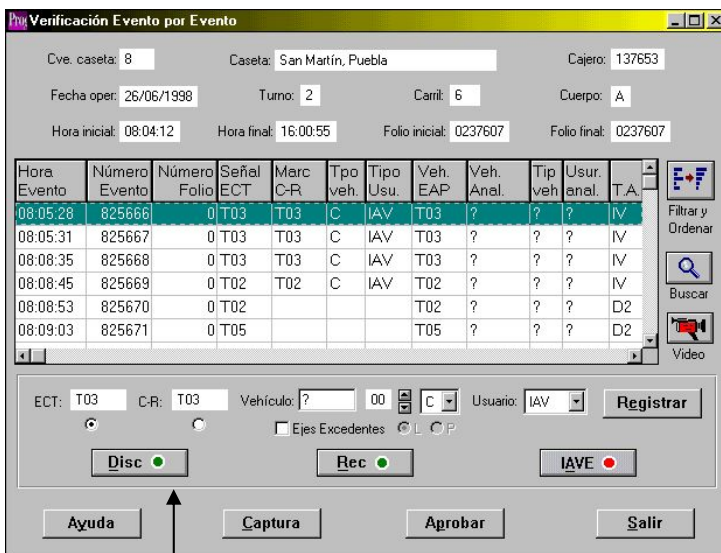 Verificación Evento por Evento
Cve. caseta: 8 Caseta: San Martín, Puebla Cajero: 137653
Fecha oper: 26/06/1998 Turno: 2 Carril: 6 Cuerpo: A
Hora inicial: 08:04:12 Hora final: 16:00:55 Folio inicial: 0237607 Folio final: 0237607
Hora Evento Número Evento Número Folio Señal ECT Marc C-R Tpo veh. Tipo Usu. Veh. EAP Veh. Anal. Tip veh Usur. anal. T.A.
08:05:28 825666 0 T03 T03 C IAV T03 ? ? ? IV
08:05:31 825667 0 T03 T03 C IAV T03 ? ? ? IV
08:08:35 825668 0 T03 T03 C IAV T03 ? ? ? IV
08:08:45 825669 0 T02 T02 C IAV T02 ? ? ? IV
08:08:53 825670 0 T02 T02 ? ? ? D2
08:09:03 825671 0 T05 T05 ? ? ? D2
Filtrar y
Ordenar
Buscar
Video
ECT: T03 C-R: T03 Vehículo: ? 00 C Usuario: IAV Registrar
Ejes Excedentes L P
Disc Rec IAVE
Ayuda Captura Aprobar Salir